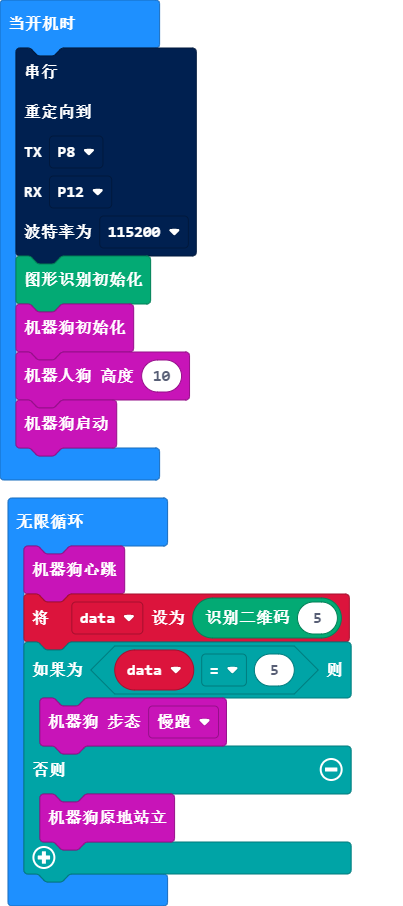 当开机时
串行
重定向到
TX P8
RX P12
波特率为 115200
图形识别初始化
机器狗初始化
机器人狗 高度 10
机器狗启动
无限循环
机器狗心跳
将 data 设为 识别二维码 5
如果为 data = 5 则
机器狗 步态 慢跑
否则
机器狗原地站立